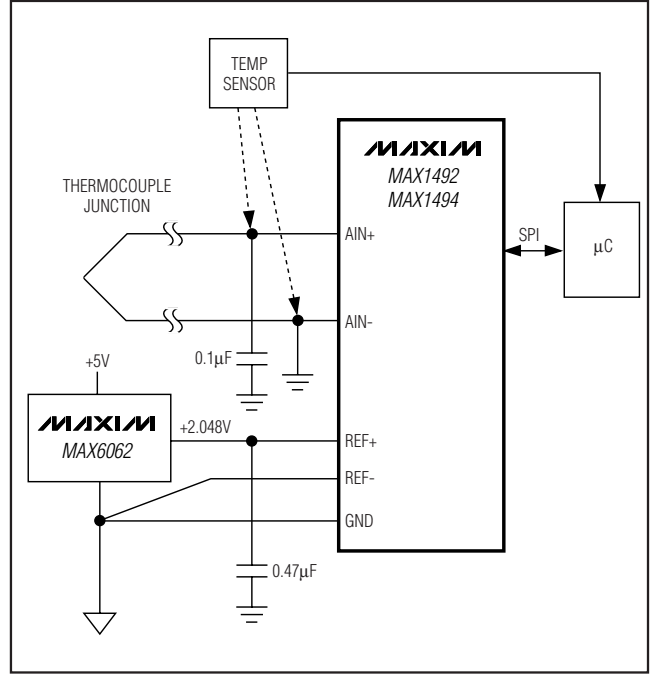 TEMP
SENSOR
MAXIM
MAX1492
MAX1494
THERMOCOUPLE
JUNCTION
AIN+
SPI
µC
AIN-
0.1µF
+5V
MAXIM
MAX6062
+2.048V
REF+
REF-
GND
0.47µF